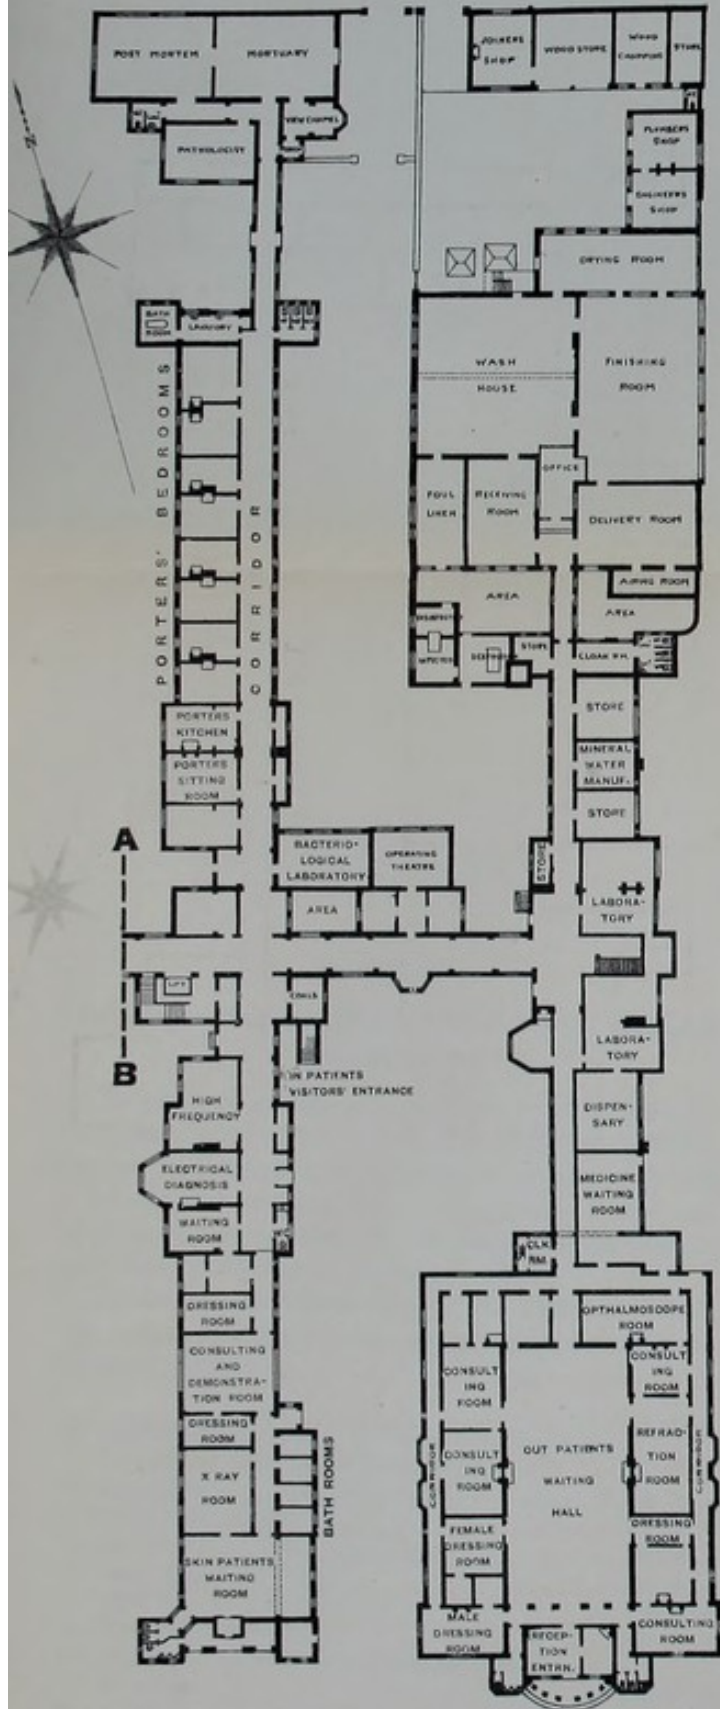 POST MORTEM
MORTUARY
JOINERS
SHOP
WOOD STORE
WOOD
CHOPPING
STORE
VIEW CHAPEL
PATHOLOGIST
PLUMBERS
SHOP
ENGINEERS
SHOP
DRYING ROOM
BATH
ROOM
LAVATORY
WASH
HOUSE
FINISHING
ROOM
PORTERS' BEDROOMS
CORRIDOR
OFFICE
FOUL
LINEN
RECEIVING
ROOM
DELIVERY ROOM
AREA
AIRING ROOM
AREA
STORE
CLOAK RM.
INFECTED
PORTERS
KITCHEN
PORTERS
SITTING
ROOM
STORE
MINERAL
WATER
MANUF.
STORE
A
BACTERIO-
LOGICAL
LABORATORY
OPERATING
THEATRE
STORE
LABORA-
TORY
AREA
LIFT
COALS
B
IN PATIENTS
VISITORS' ENTRANCE
LABORA-
TORY
HIGH
FREQUENCY
DISPEN-
SARY
ELECTRICAL
DIAGNOSIS
MEDICINE
WAITING
ROOM
WAITING
ROOM
CLK
RM.
DRESSING
ROOM
OPTHALMOSCOPE
ROOM
CONSULTING
AND
DEMONSTRA-
TION ROOM
CONSULT
ING
ROOM
CONSULT
ING
ROOM
DRESSING
ROOM
X RAY
ROOM
BATH ROOMS
CORRIDOR
CONSULT
ING
ROOM
OUT PATIENTS
WAITING
HALL
REFRAC-
TION
ROOM
CORRIDOR
FEMALE
DRESSING
ROOM
DRESSING
ROOM
SKIN PATIENTS
WAITING
ROOM
MALE
DRESSING
ROOM
RECEP-
TION
ENTRN.
CONSULTING
ROOM